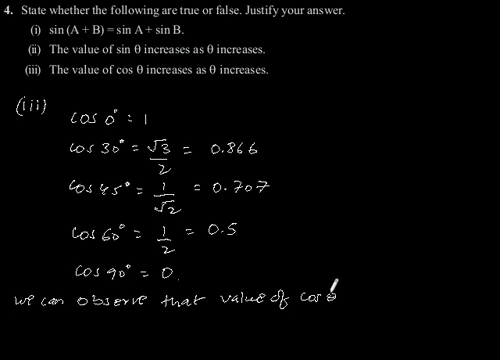 4. State whether the following are true or false. Justify your answer.
(i) sin (A + B) = sin A + sin B.
(ii) The value of sin θ increases as θ increases.
(iii) The value of cos θ increases as θ increases.
(iii)
cos 0° = 1
cos 30° = √3/2 = 0.866
cos 45° = 1/√2 = 0.707
cos 60° = 1/2 = 0.5
cos 90° = 0.
we can observe that value of cos θ